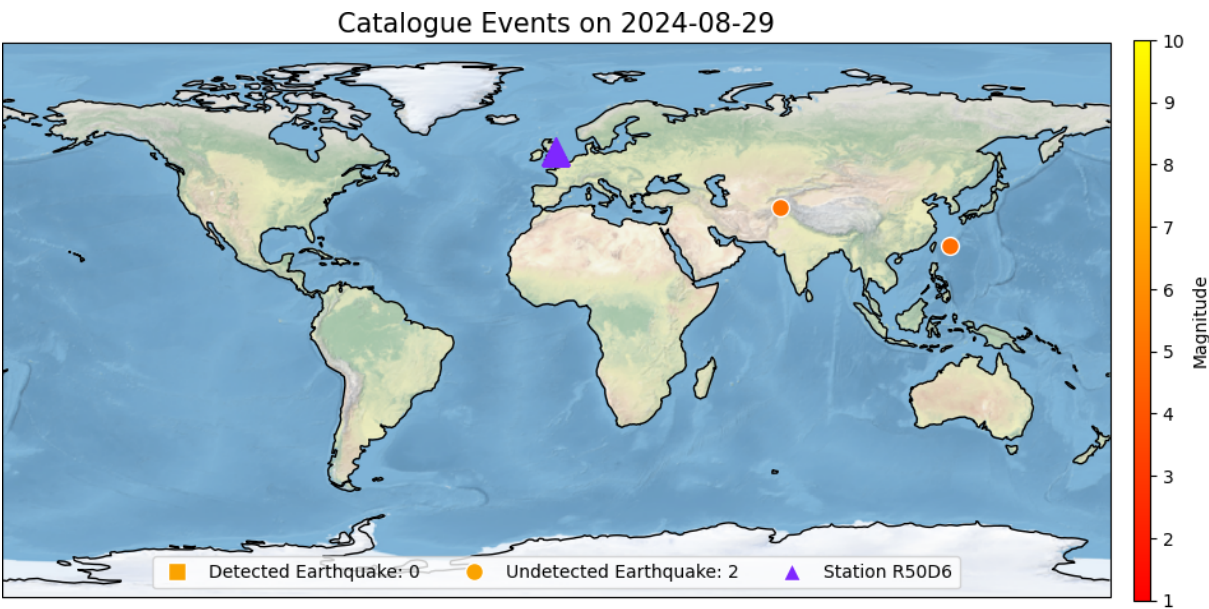 Catalogue Events on 2024-08-29
10
9
8
7
6
5
4
3
2
1
Magnitude
Detected Earthquake: 0
Undetected Earthquake: 2
Station R50D6